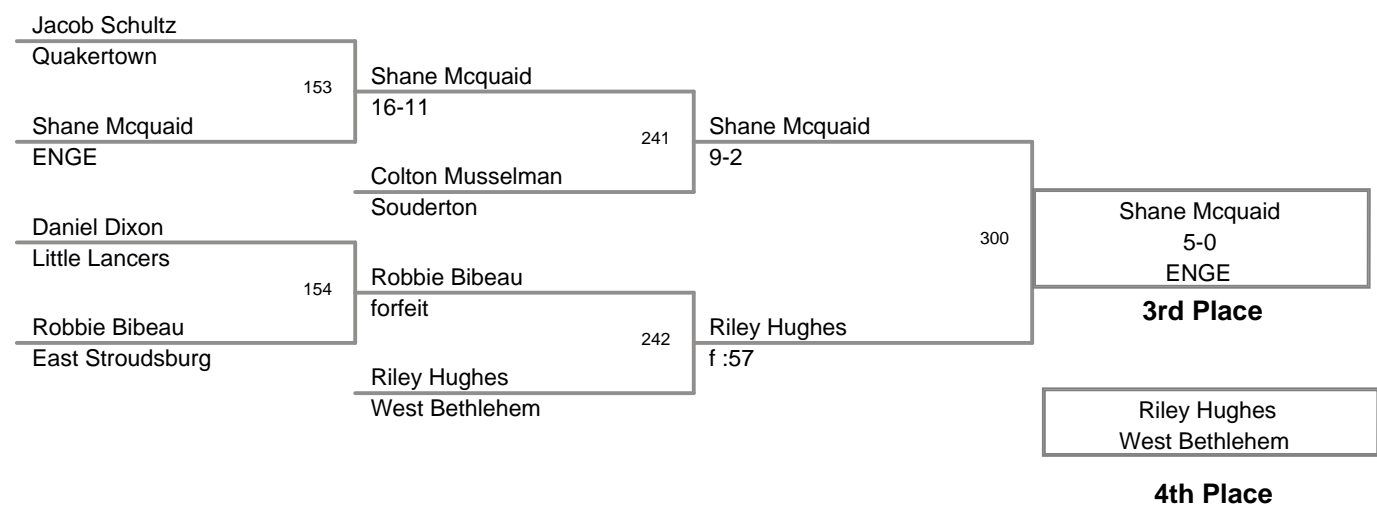 Jacob Schultz
Quakertown
153
Shane Mcquaid
16-11
Shane Mcquaid
ENGE
241
Shane Mcquaid
9-2
Colton Musselman
Souderton
Daniel Dixon
Little Lancers
300
Shane Mcquaid
5-0
ENGE
3rd Place
154
Robbie Bibeau
forfeit
Robbie Bibeau
East Stroudsburg
242
Riley Hughes
f :57
Riley Hughes
West Bethlehem
Riley Hughes
West Bethlehem
4th Place